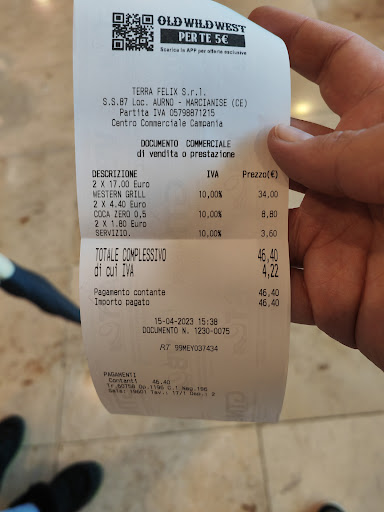 OLD WILD WEST
PER TE 5€
Scarica la APP per offerte esclusive
TERRA FELIX S.r.l.
S.S.87 Loc. AURNO - MARCIANISE (CE)
Partita IVA 05798871215
Centro Commerciale Campania
DOCUMENTO COMMERCIALE
di vendita o prestazione
DESCRIZIONE IVA Prezzo(€)
2 X 17.00 Euro
WESTERN GRILL 10,00% 34,00
2 X 4.40 Euro
COCA ZERO 0,5 10,00% 8,80
2 X 1.80 Euro
SERVIZIO. 10,00% 3,60
TOTALE COMPLESSIVO 46,40
di cui IVA 4,22
Pagamento contante 46,40
Importo pagato 46,40
15-04-2023 15:38
DOCUMENTO N. 1230-0075
RT 99MEY037434
PAGAMENTI
Contanti 46.40